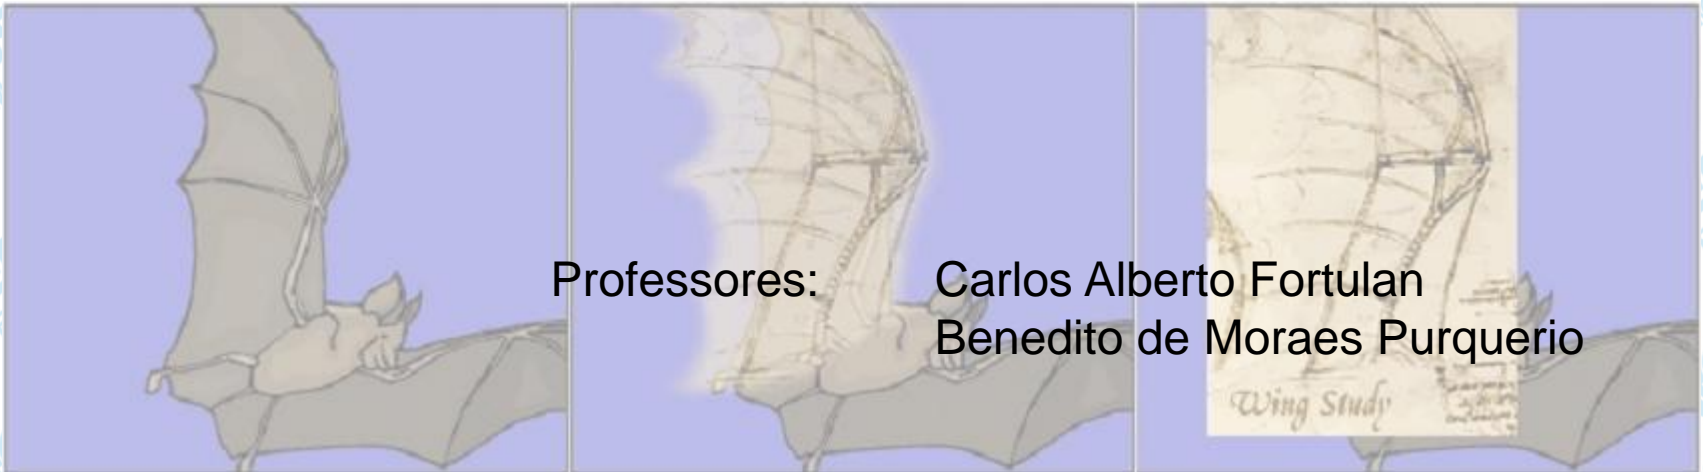 Professores: Carlos Alberto Fortulan
Benedito de Moraes Purquerio
Wing Study